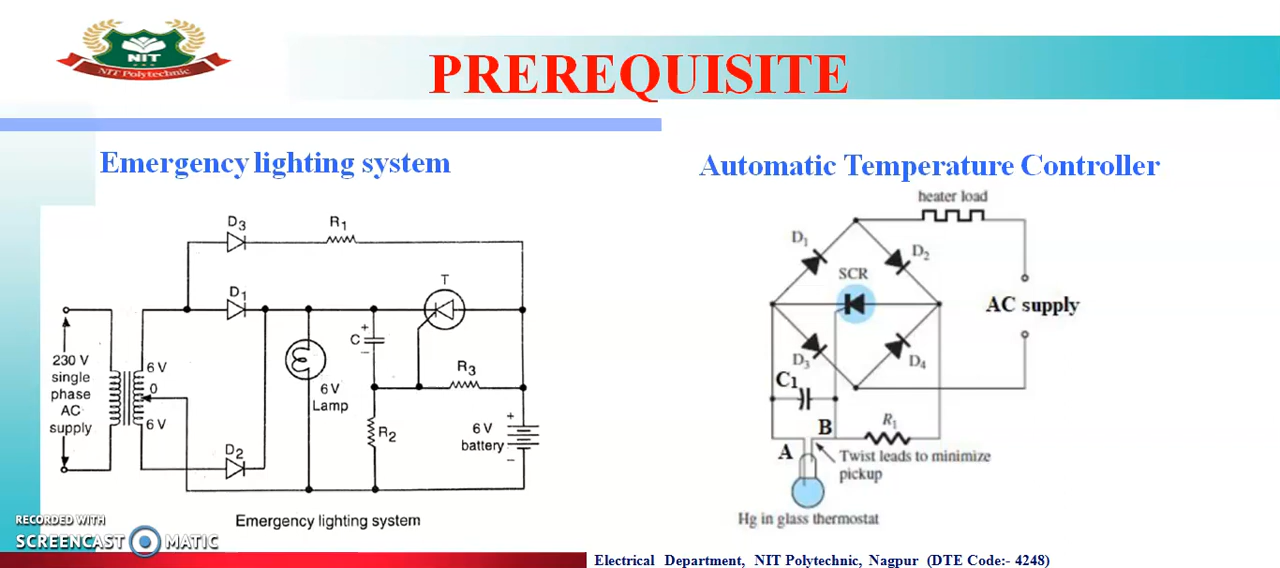 NIT
NIT Polytechnic
PREREQUISITE
Emergency lighting system
D3
R1
D1
T
230 V
single
phase
AC
supply
6 V
0
6 V
C
+
−
6 V
Lamp
R3
R2
D2
6 V
battery
+
−
Emergency lighting system
Automatic Temperature Controller
heater load
D1
D2
SCR
AC supply
D3
D4
C1
B
R1
A
Twist leads to minimize
pickup
Hg in glass thermostat
RECORDED WITH
SCREENCAST MATIC
Electrical Department, NIT Polytechnic, Nagpur (DTE Code:- 4248)